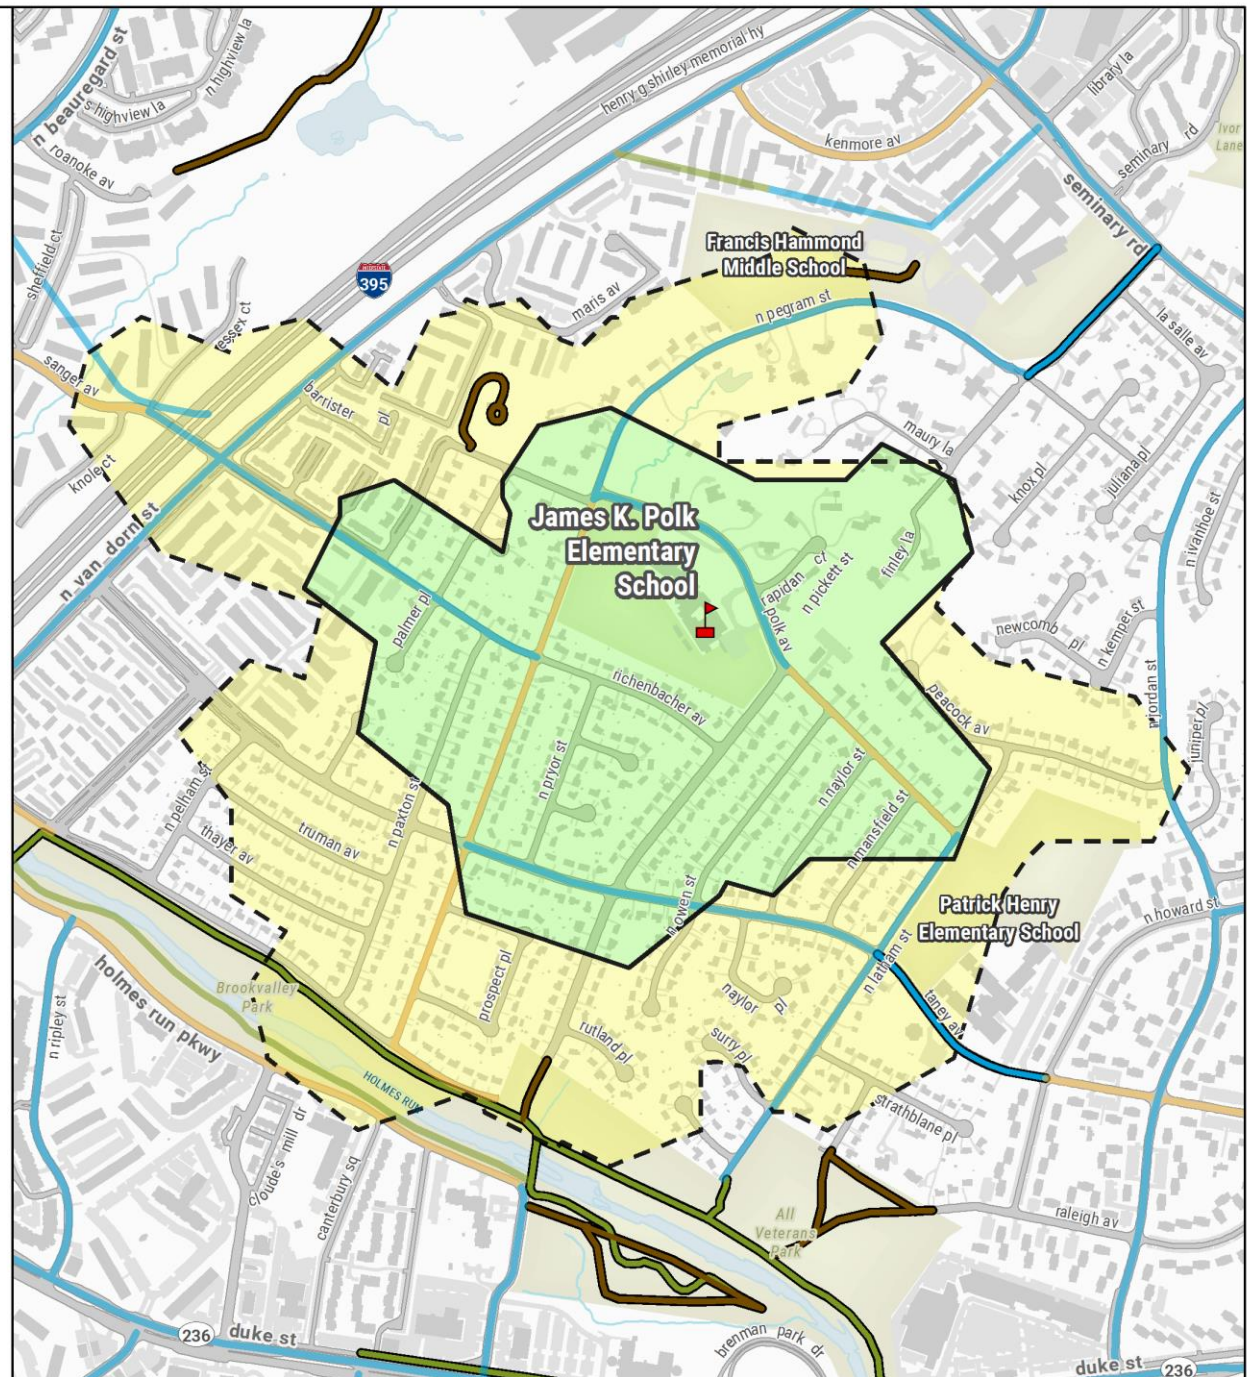 n beauregard st
n highview la
s highview la
roanoke av
henry g shirley memorial hy
library la
kenmore av
seminary rd
Ivor
Lane
seminary rd
sheffield ct
essex ct
INTERSTATE
395
Francis Hammond
Middle School
maris av
n pegram st
la salle av
sanger av
barrister
pl
maury la
knox pl
juliana pl
knole ct
n van dorn st
n ivanhoe st
James K. Polk
Elementary
School
rapidan ct
n pickett st
finley la
polk av
palmer pl
newcomb pl
n kemper st
richenbacher av
peacock av
n jordan st
juniper pl
n pryor st
n naylor st
n pelham st
n paxton st
n mansfield st
truman av
thayer av
n owen st
Patrick Henry
Elementary School
n howard st
n latham st
prospect pl
naylor
pl
taney av
Brookvalley
Park
n ripley st
holmes run pkwy
rutland pl
surry pl
HOLMES RUN
strathblane pl
cloude's mill dr
canterbury sq
All
Veterans
Park
raleigh av
236
duke st
brenman park dr
duke st
236